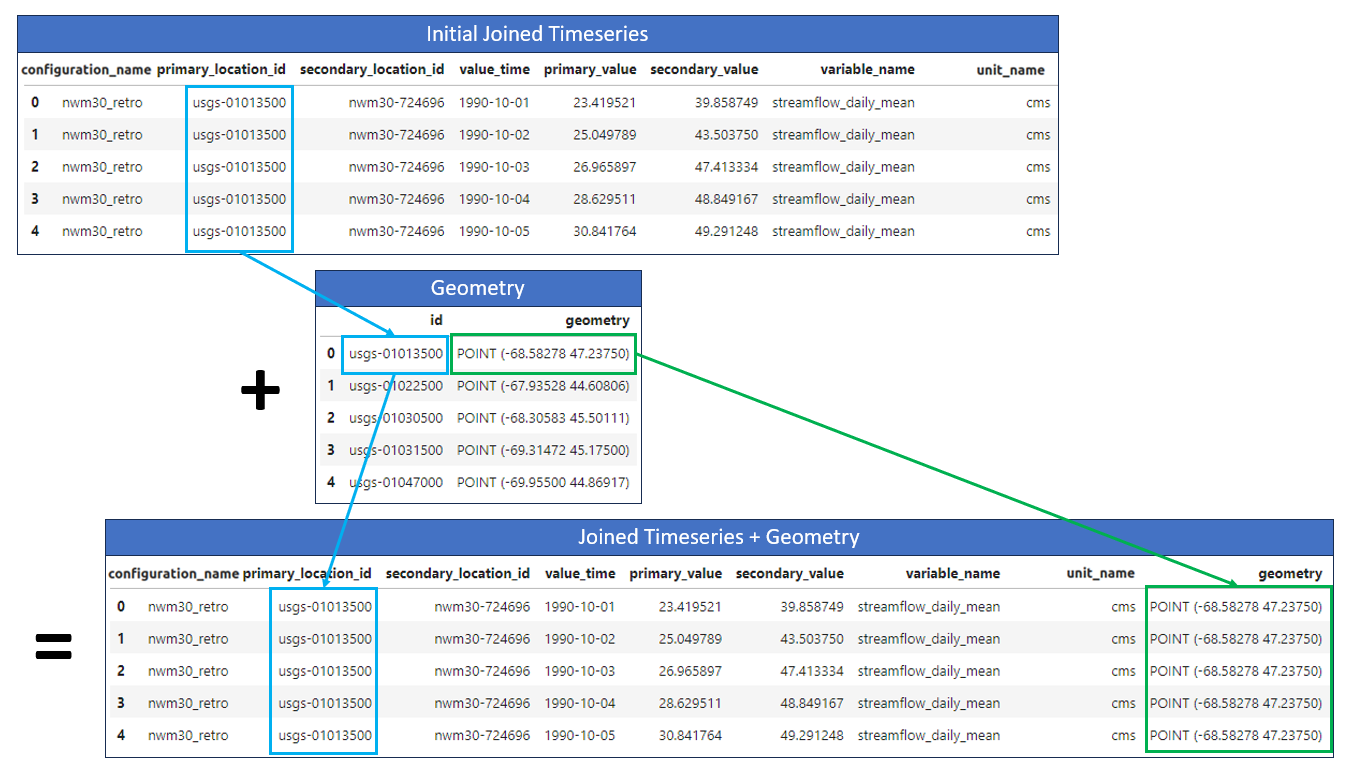 Initial Joined Timeseries
configuration_name primary_location_id secondary_location_id value_time primary_value secondary_value variable_name unit_name
0 nwm30_retro usgs-01013500 nwm30-724696 1990-10-01 23.419521 39.858749 streamflow_daily_mean cms
1 nwm30_retro usgs-01013500 nwm30-724696 1990-10-02 25.049789 43.503750 streamflow_daily_mean cms
2 nwm30_retro usgs-01013500 nwm30-724696 1990-10-03 26.965897 47.413334 streamflow_daily_mean cms
3 nwm30_retro usgs-01013500 nwm30-724696 1990-10-04 28.629511 48.849167 streamflow_daily_mean cms
4 nwm30_retro usgs-01013500 nwm30-724696 1990-10-05 30.841764 49.291248 streamflow_daily_mean cms
+
Geometry
id geometry
0 usgs-01013500 POINT (-68.58278 47.23750)
1 usgs-01022500 POINT (-67.93528 44.60806)
2 usgs-01030500 POINT (-68.30583 45.50111)
3 usgs-01031500 POINT (-69.31472 45.17500)
4 usgs-01047000 POINT (-69.95500 44.86917)
=
Joined Timeseries + Geometry
configuration_name primary_location_id secondary_location_id value_time primary_value secondary_value variable_name unit_name geometry
0 nwm30_retro usgs-01013500 nwm30-724696 1990-10-01 23.419521 39.858749 streamflow_daily_mean cms POINT (-68.58278 47.23750)
1 nwm30_retro usgs-01013500 nwm30-724696 1990-10-02 25.049789 43.503750 streamflow_daily_mean cms POINT (-68.58278 47.23750)
2 nwm30_retro usgs-01013500 nwm30-724696 1990-10-03 26.965897 47.413334 streamflow_daily_mean cms POINT (-68.58278 47.23750)
3 nwm30_retro usgs-01013500 nwm30-724696 1990-10-04 28.629511 48.849167 streamflow_daily_mean cms POINT (-68.58278 47.23750)
4 nwm30_retro usgs-01013500 nwm30-724696 1990-10-05 30.841764 49.291248 streamflow_daily_mean cms POINT (-68.58278 47.23750)